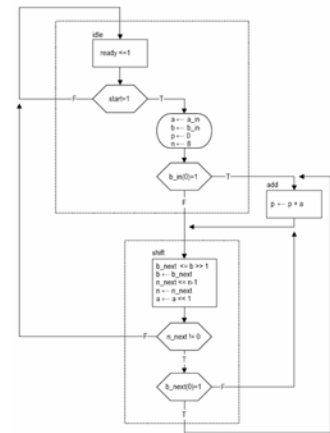 idle
ready <=1
start=1
F
T
a ← a_in
b ← b_in
p ← 0
n ← 8
b_in(0)=1
T
F
add
p ← p + a
shift
b_next <= b >> 1
b ← b_next
n_next <= n-1
n ← n_next
a ← a << 1
n_next != 0
F
T
b_next(0)=1
F
T